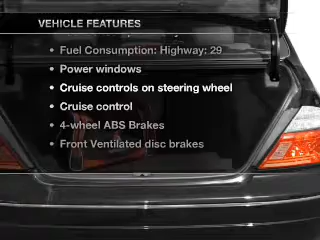 VEHICLE FEATURES
• Fuel Consumption: Highway: 29
• Power windows
• Cruise controls on steering wheel
• Cruise control
• 4-wheel ABS Brakes
• Front Ventilated disc brakes